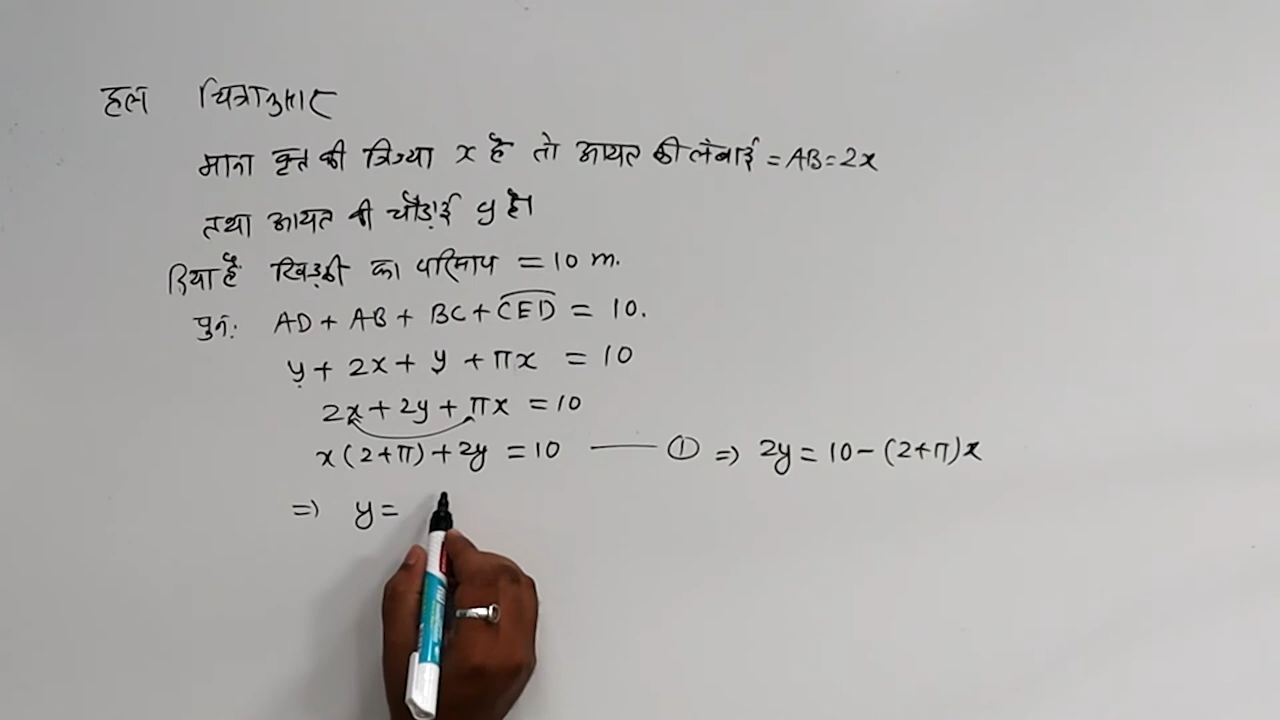 हल चित्रानुसार
माना वृत्त की त्रिज्या x है तो आयत की लंबाई = AB = 2x
तथा आयत की चौड़ाई y है।
दिया है खिड़की का परिमाप = 10 m.
पुनः AD + AB + BC + C͡ED = 10.
y + 2x + y + πx = 10
2x + 2y + πx = 10
x(2+π) + 2y = 10 —— ① ⇒ 2y = 10 - (2+π)x
⇒ y =